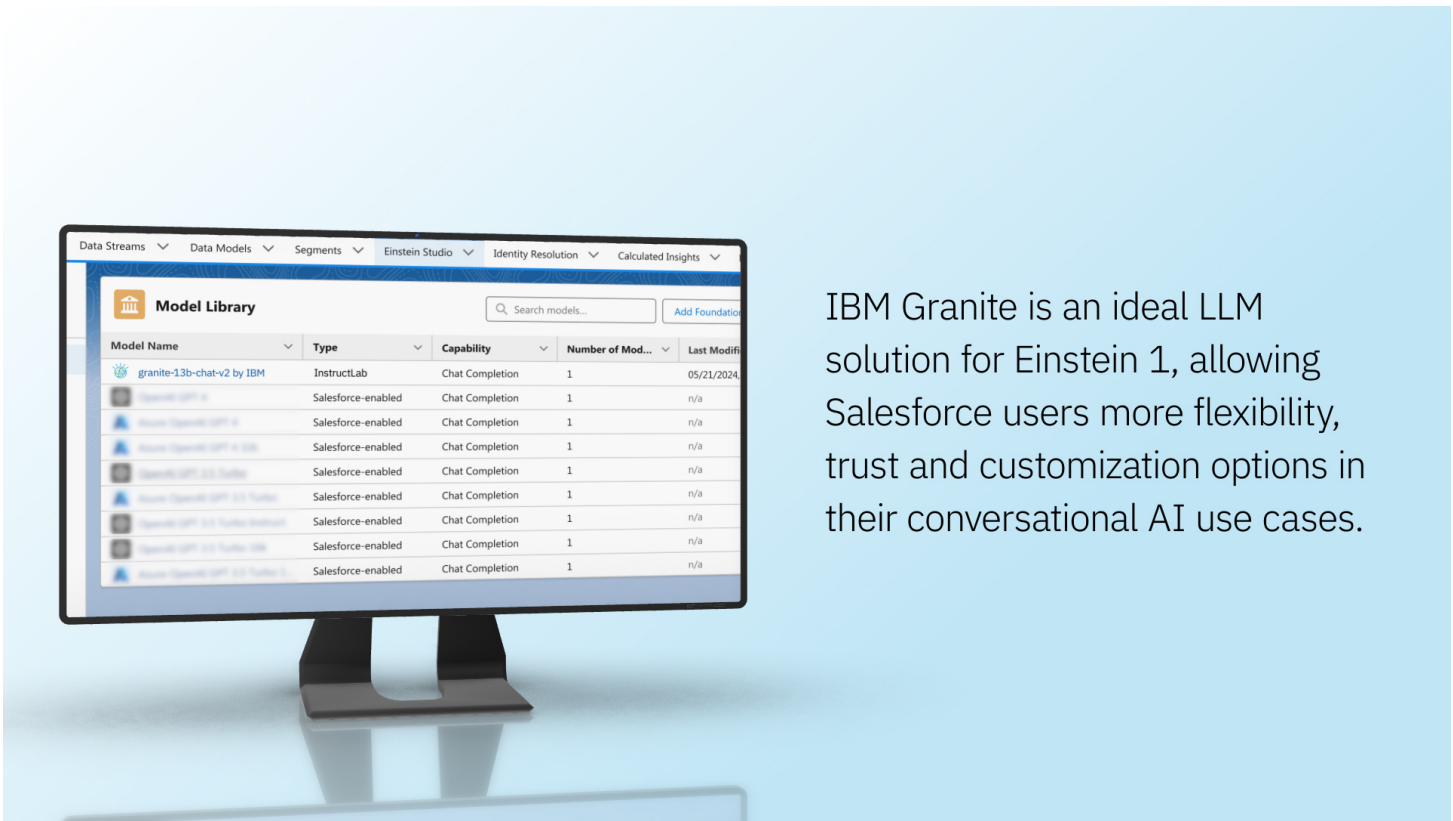 Data Streams Data Models Segments Einstein Studio Identity Resolution Calculated Insights
Model Library Search models... Add Foundation
Model Name Type Capability Number of Mod... Last Modifi
granite-13b-chat-v2 by IBM InstructLab Chat Completion 1 05/21/2024,
Salesforce-enabled Chat Completion 1 n/a
Salesforce-enabled Chat Completion 1 n/a
Salesforce-enabled Chat Completion 1 n/a
Salesforce-enabled Chat Completion 1 n/a
Salesforce-enabled Chat Completion 1 n/a
Salesforce-enabled Chat Completion 1 n/a
Salesforce-enabled Chat Completion 1 n/a
Salesforce-enabled Chat Completion 1 n/a
IBM Granite is an ideal LLM
solution for Einstein 1, allowing
Salesforce users more flexibility,
trust and customization options in
their conversational AI use cases.